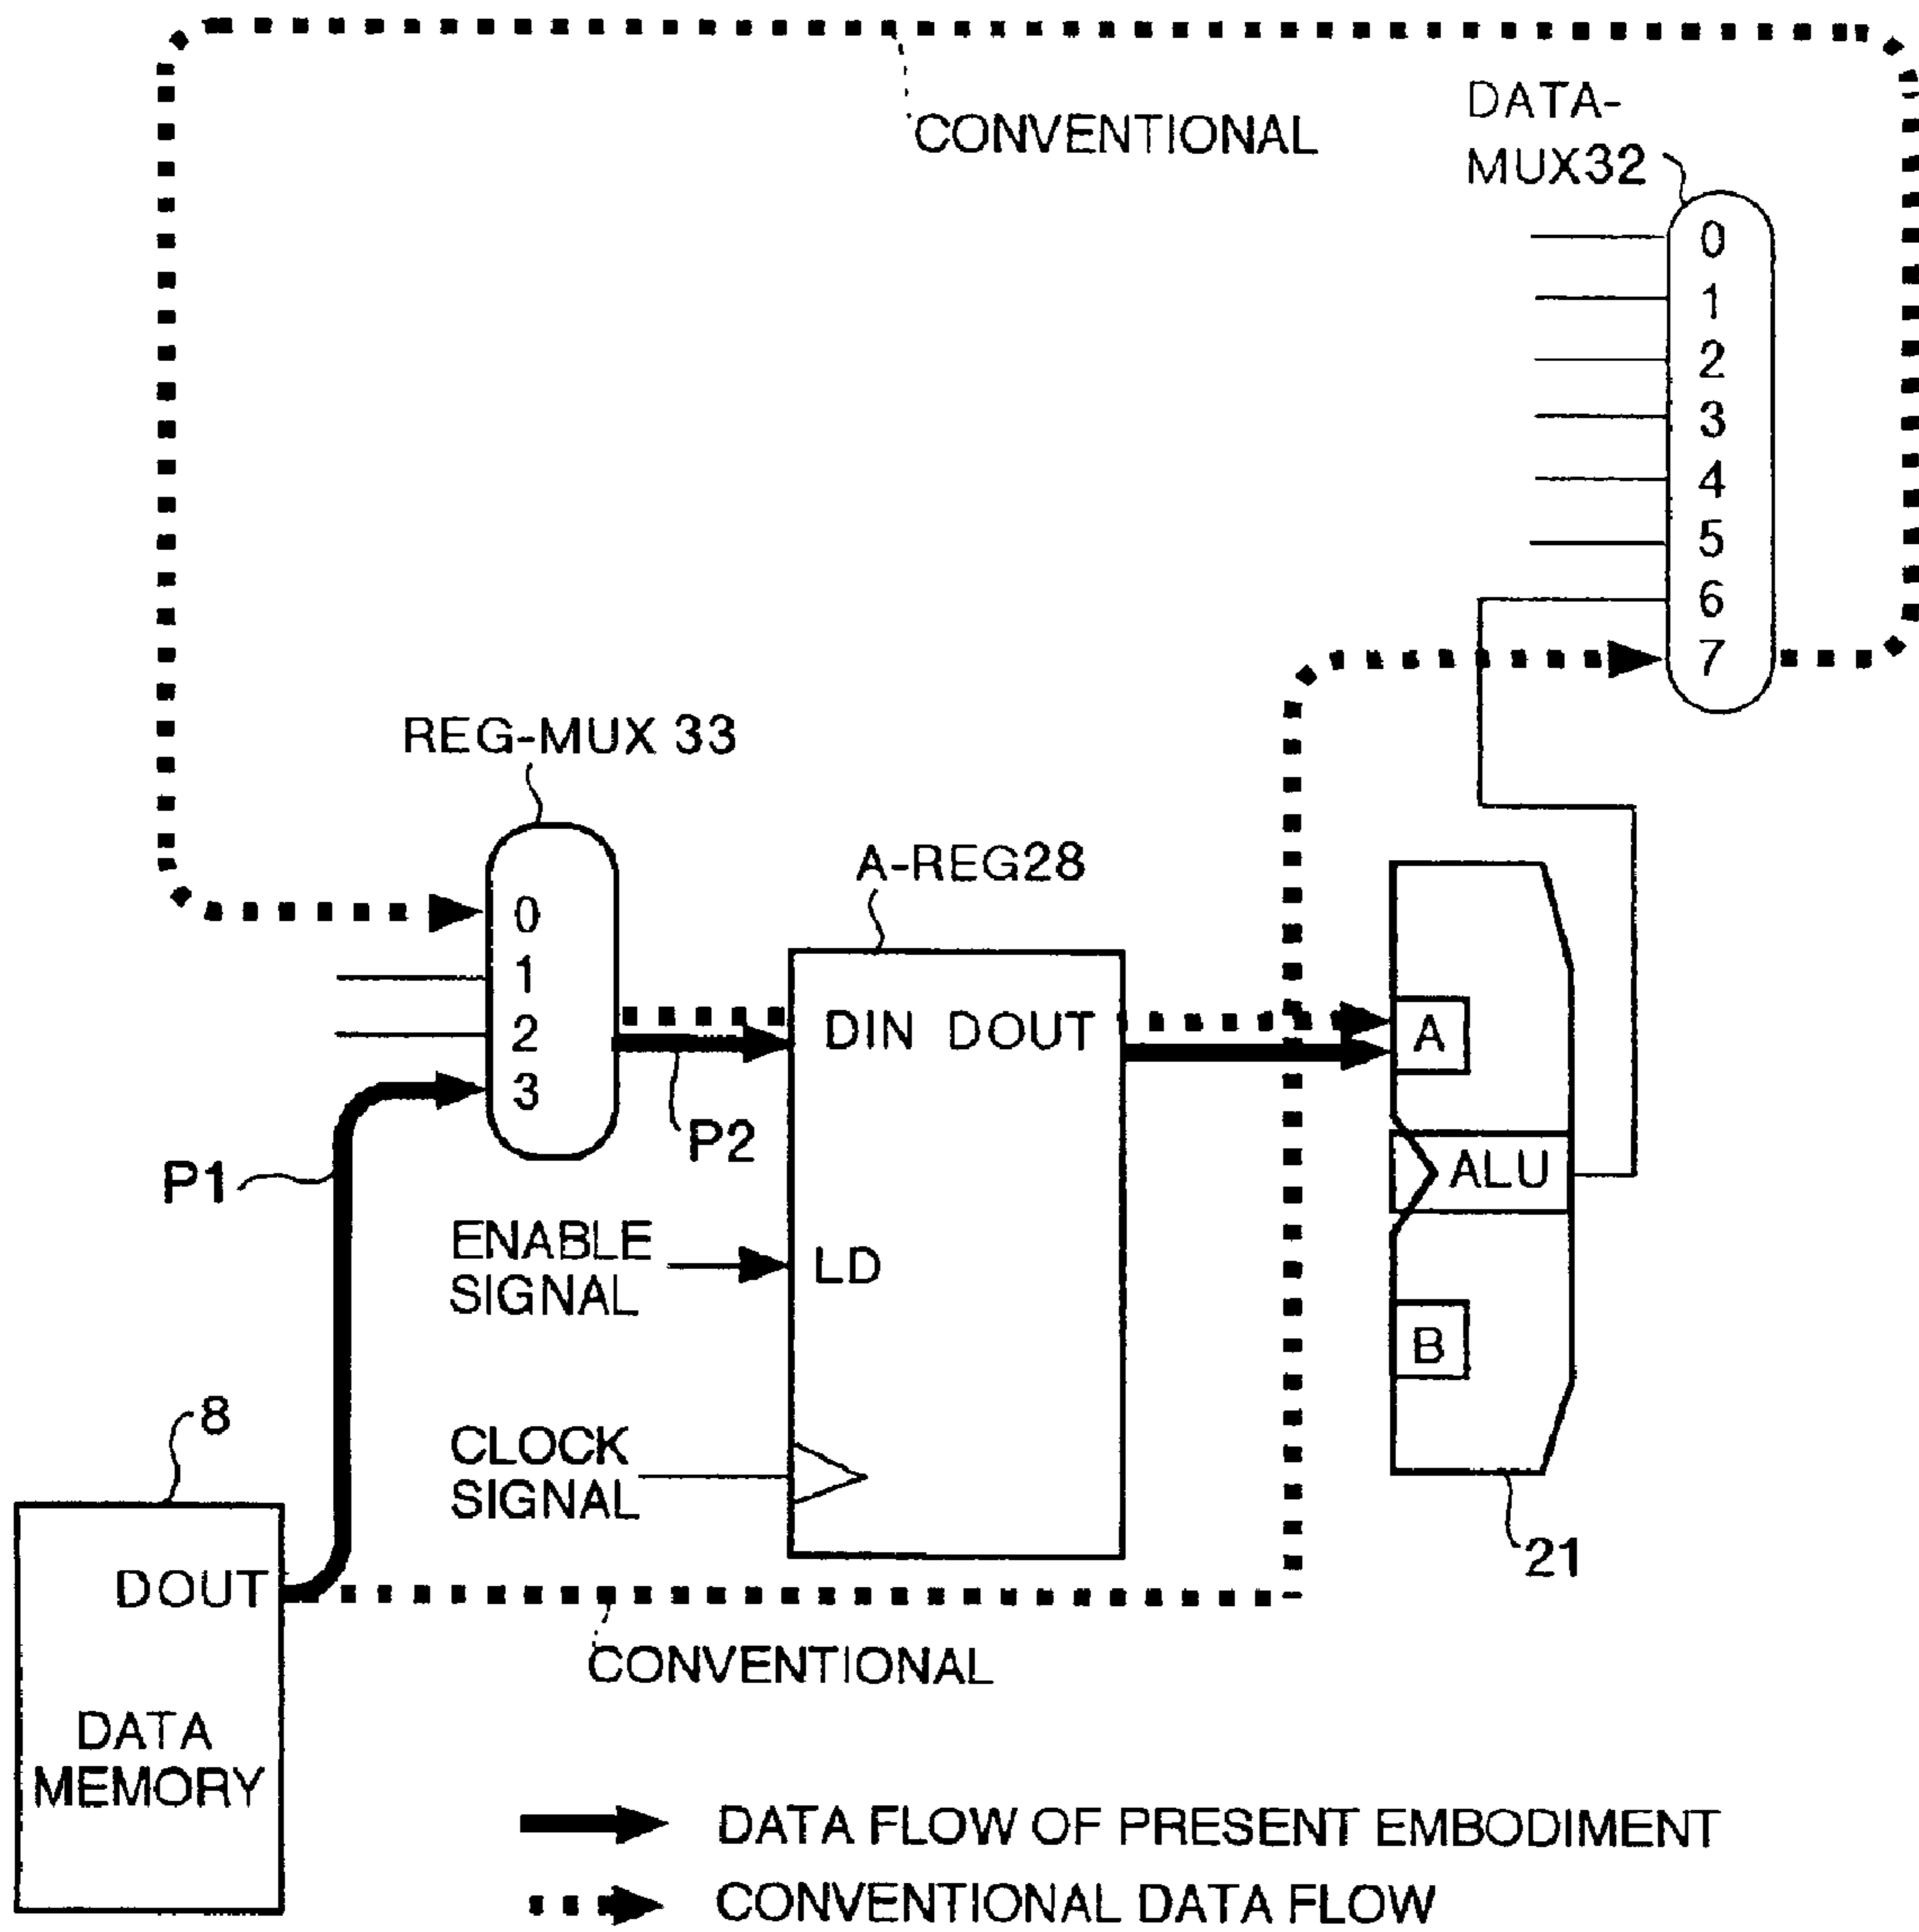 CONVENTIONAL
DATA-
MUX32
0
1
2
3
4
5
6
7
REG-MUX 33
0
1
2
3
A-REG28
DIN DOUT
A
P2
P1
ALU
ENABLE
SIGNAL
LD
B
8
CLOCK
SIGNAL
21
DOUT
CONVENTIONAL
DATA
MEMORY
DATA FLOW OF PRESENT EMBODIMENT
CONVENTIONAL DATA FLOW